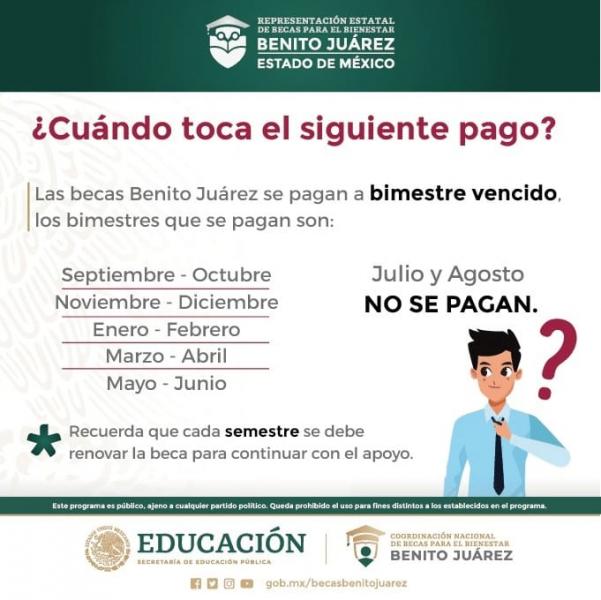 REPRESENTACIÓN ESTATAL
DE BECAS PARA EL BIENESTAR
BENITO JUÁREZ
ESTADO DE MÉXICO
¿Cuándo toca el siguiente pago?
Las becas Benito Juárez se pagan a bimestre vencido,
los bimestres que se pagan son:
Septiembre - Octubre
Noviembre - Diciembre
Enero - Febrero
Marzo - Abril
Mayo - Junio
Julio y Agosto
NO SE PAGAN.
?
* Recuerda que cada semestre se debe
renovar la beca para continuar con el apoyo.
Este programa es público, ajeno a cualquier partido político. Queda prohibido el uso para fines distintos a los establecidos en el programa.
EDUCACIÓN
SECRETARÍA DE EDUCACIÓN PÚBLICA
COORDINACIÓN NACIONAL
DE BECAS PARA EL BIENESTAR
BENITO JUÁREZ
gob.mx/becasbenitojuarez